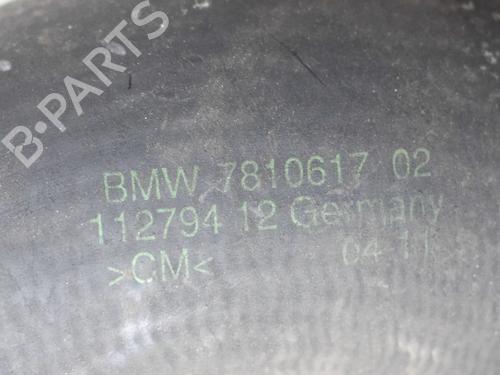 B-PARTS
BMW 7810617 02
112794 12 Germany
>CM< 04 11